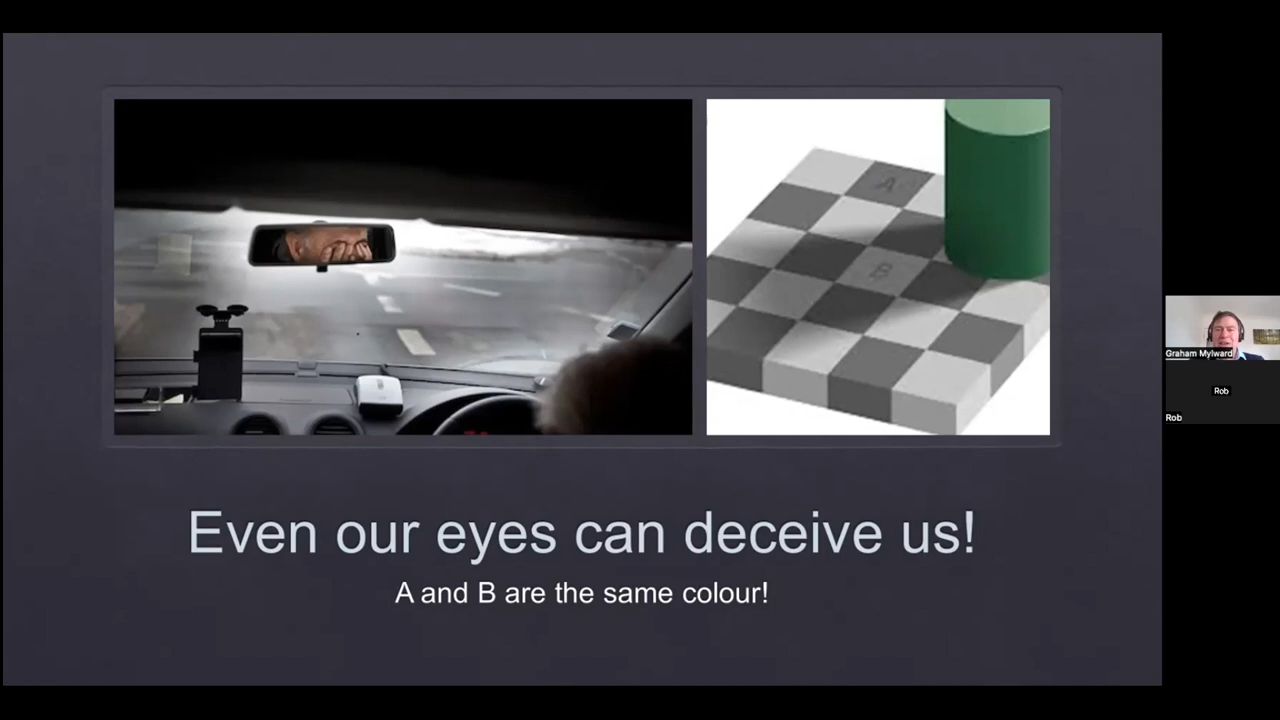 A
B
Even our eyes can deceive us!
A and B are the same colour!
Graham Mylward
Rob
Rob